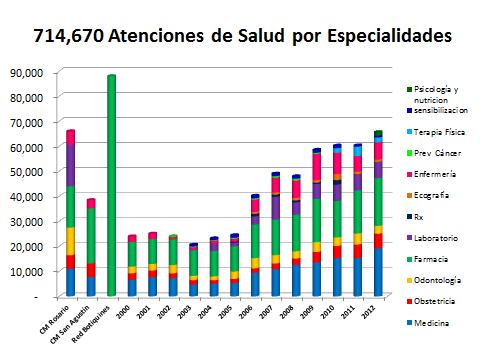 714,670 Atenciones de Salud por Especialidades
90,000
80,000
70,000
60,000
50,000
40,000
30,000
20,000
10,000
-
CM Rosario
CM San Agustín
Red Botiquines
2000
2001
2002
2003
2004
2005
2006
2007
2008
2009
2010
2011
2012
Psicología y
nutricion
sensibilizacion
Terapia Física
Prev Cáncer
Enfermería
Ecografia
Rx
Laboratorio
Farmacia
Odontología
Obstetricia
Medicina